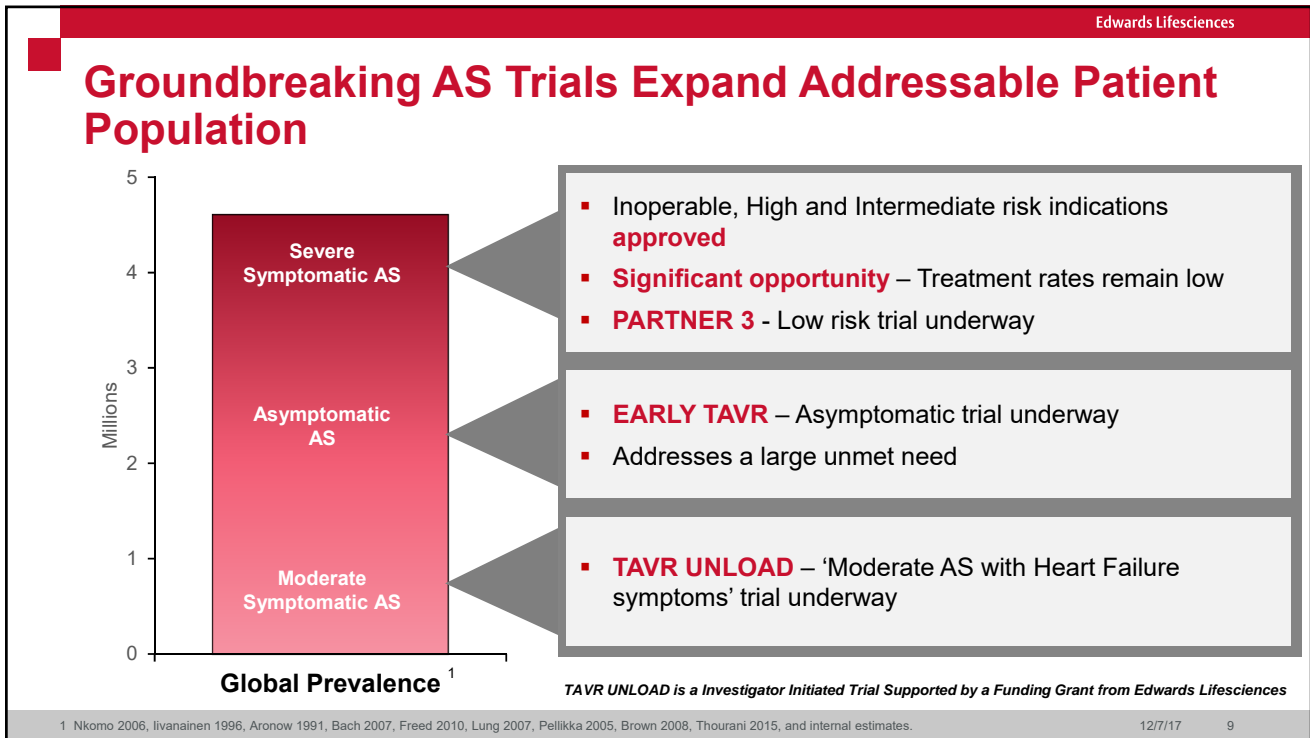 Edwards Lifesciences
Groundbreaking AS Trials Expand Addressable Patient
Population
5
4
3
2
1
0
Millions
Severe
Symptomatic AS
Asymptomatic
AS
Moderate
Symptomatic AS
Global Prevalence 1
▪ Inoperable, High and Intermediate risk indications
approved
▪ Significant opportunity – Treatment rates remain low
▪ PARTNER 3 - Low risk trial underway
▪ EARLY TAVR – Asymptomatic trial underway
▪ Addresses a large unmet need
▪ TAVR UNLOAD – ‘Moderate AS with Heart Failure
symptoms’ trial underway
TAVR UNLOAD is a Investigator Initiated Trial Supported by a Funding Grant from Edwards Lifesciences
1 Nkomo 2006, Iivanainen 1996, Aronow 1991, Bach 2007, Freed 2010, Lung 2007, Pellikka 2005, Brown 2008, Thourani 2015, and internal estimates.
12/7/17 9